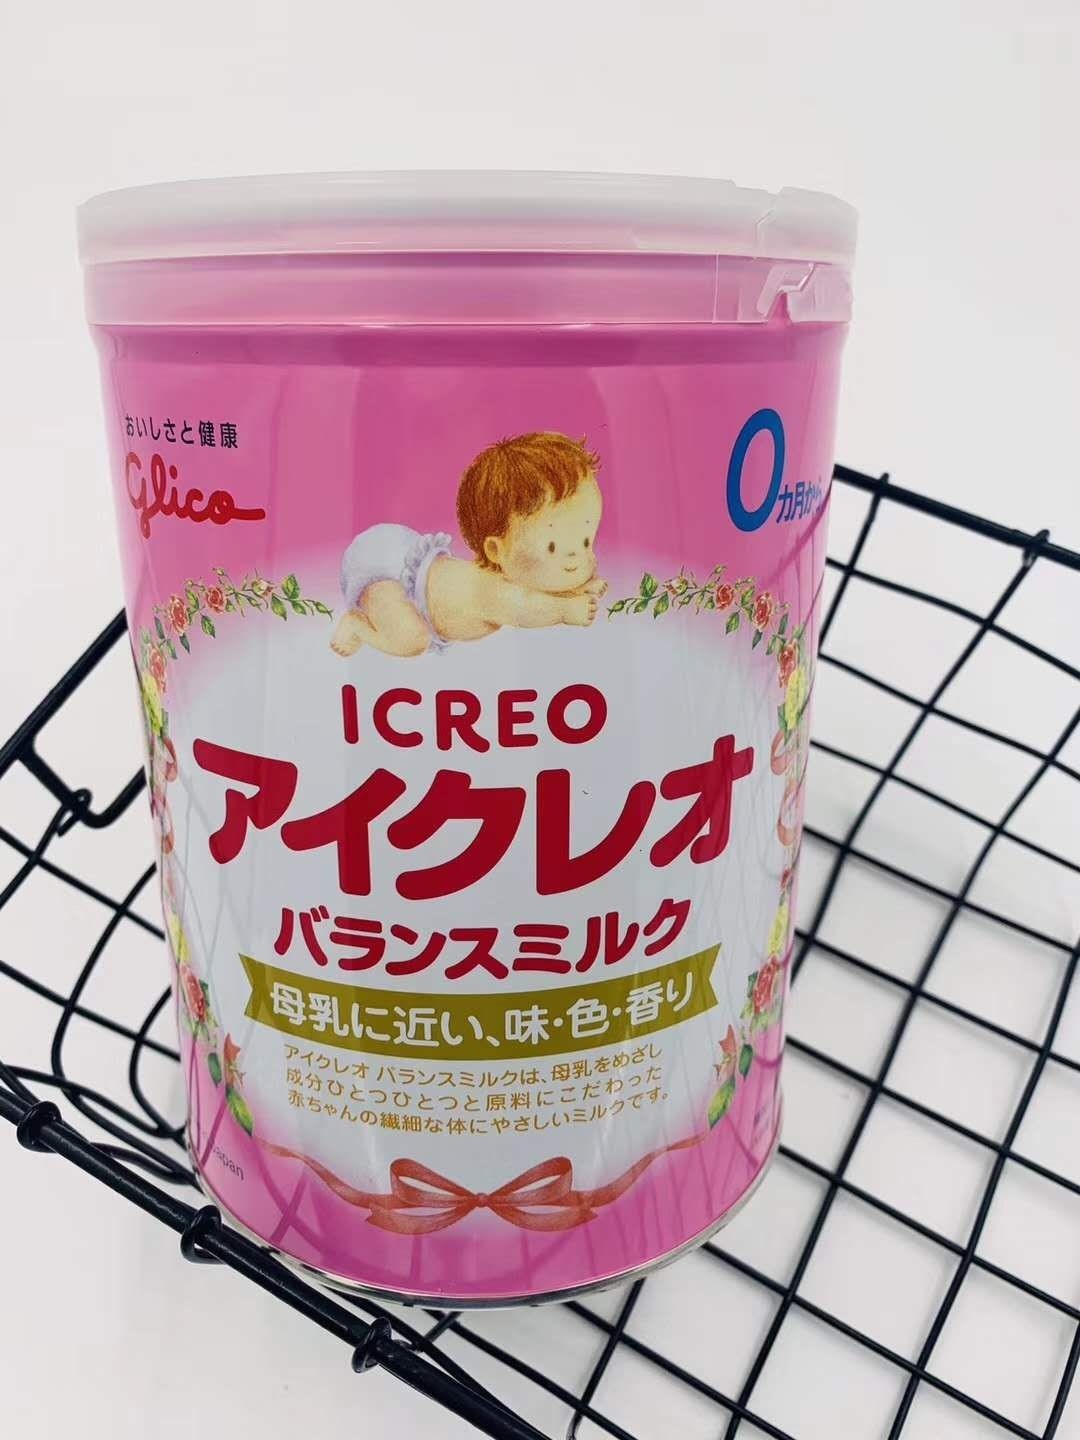 おいしさと健康
glico
0ヵ月から
ICREO
アイクレオ
バランスミルク
母乳に近い、味・色・香り
アイクレオ バランスミルクは、母乳をめざし
成分ひとつひとつと原料にこだわった
赤ちゃんの繊細な体にやさしいミルクです。
Japan